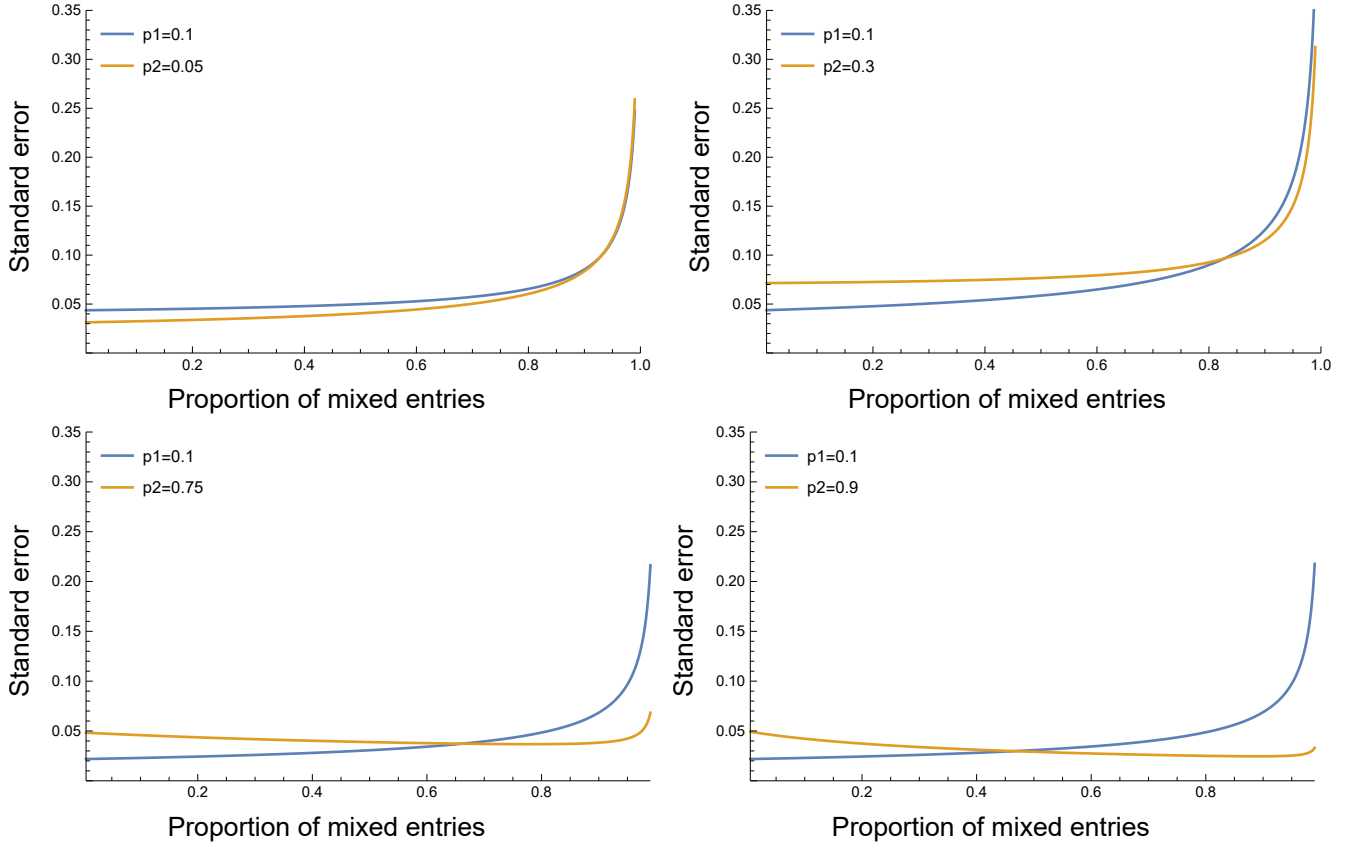 0.35
0.30
0.25
0.20
0.15
0.10
0.05
Standard error
p1=0.1
p2=0.05
0.2 0.4 0.6 0.8 1.0
Proportion of mixed entries
0.35
0.30
0.25
0.20
0.15
0.10
0.05
Standard error
p1=0.1
p2=0.3
0.2 0.4 0.6 0.8 1.0
Proportion of mixed entries
0.35
0.30
0.25
0.20
0.15
0.10
0.05
Standard error
p1=0.1
p2=0.75
0.2 0.4 0.6 0.8
Proportion of mixed entries
0.35
0.30
0.25
0.20
0.15
0.10
0.05
Standard error
p1=0.1
p2=0.9
0.2 0.4 0.6 0.8
Proportion of mixed entries